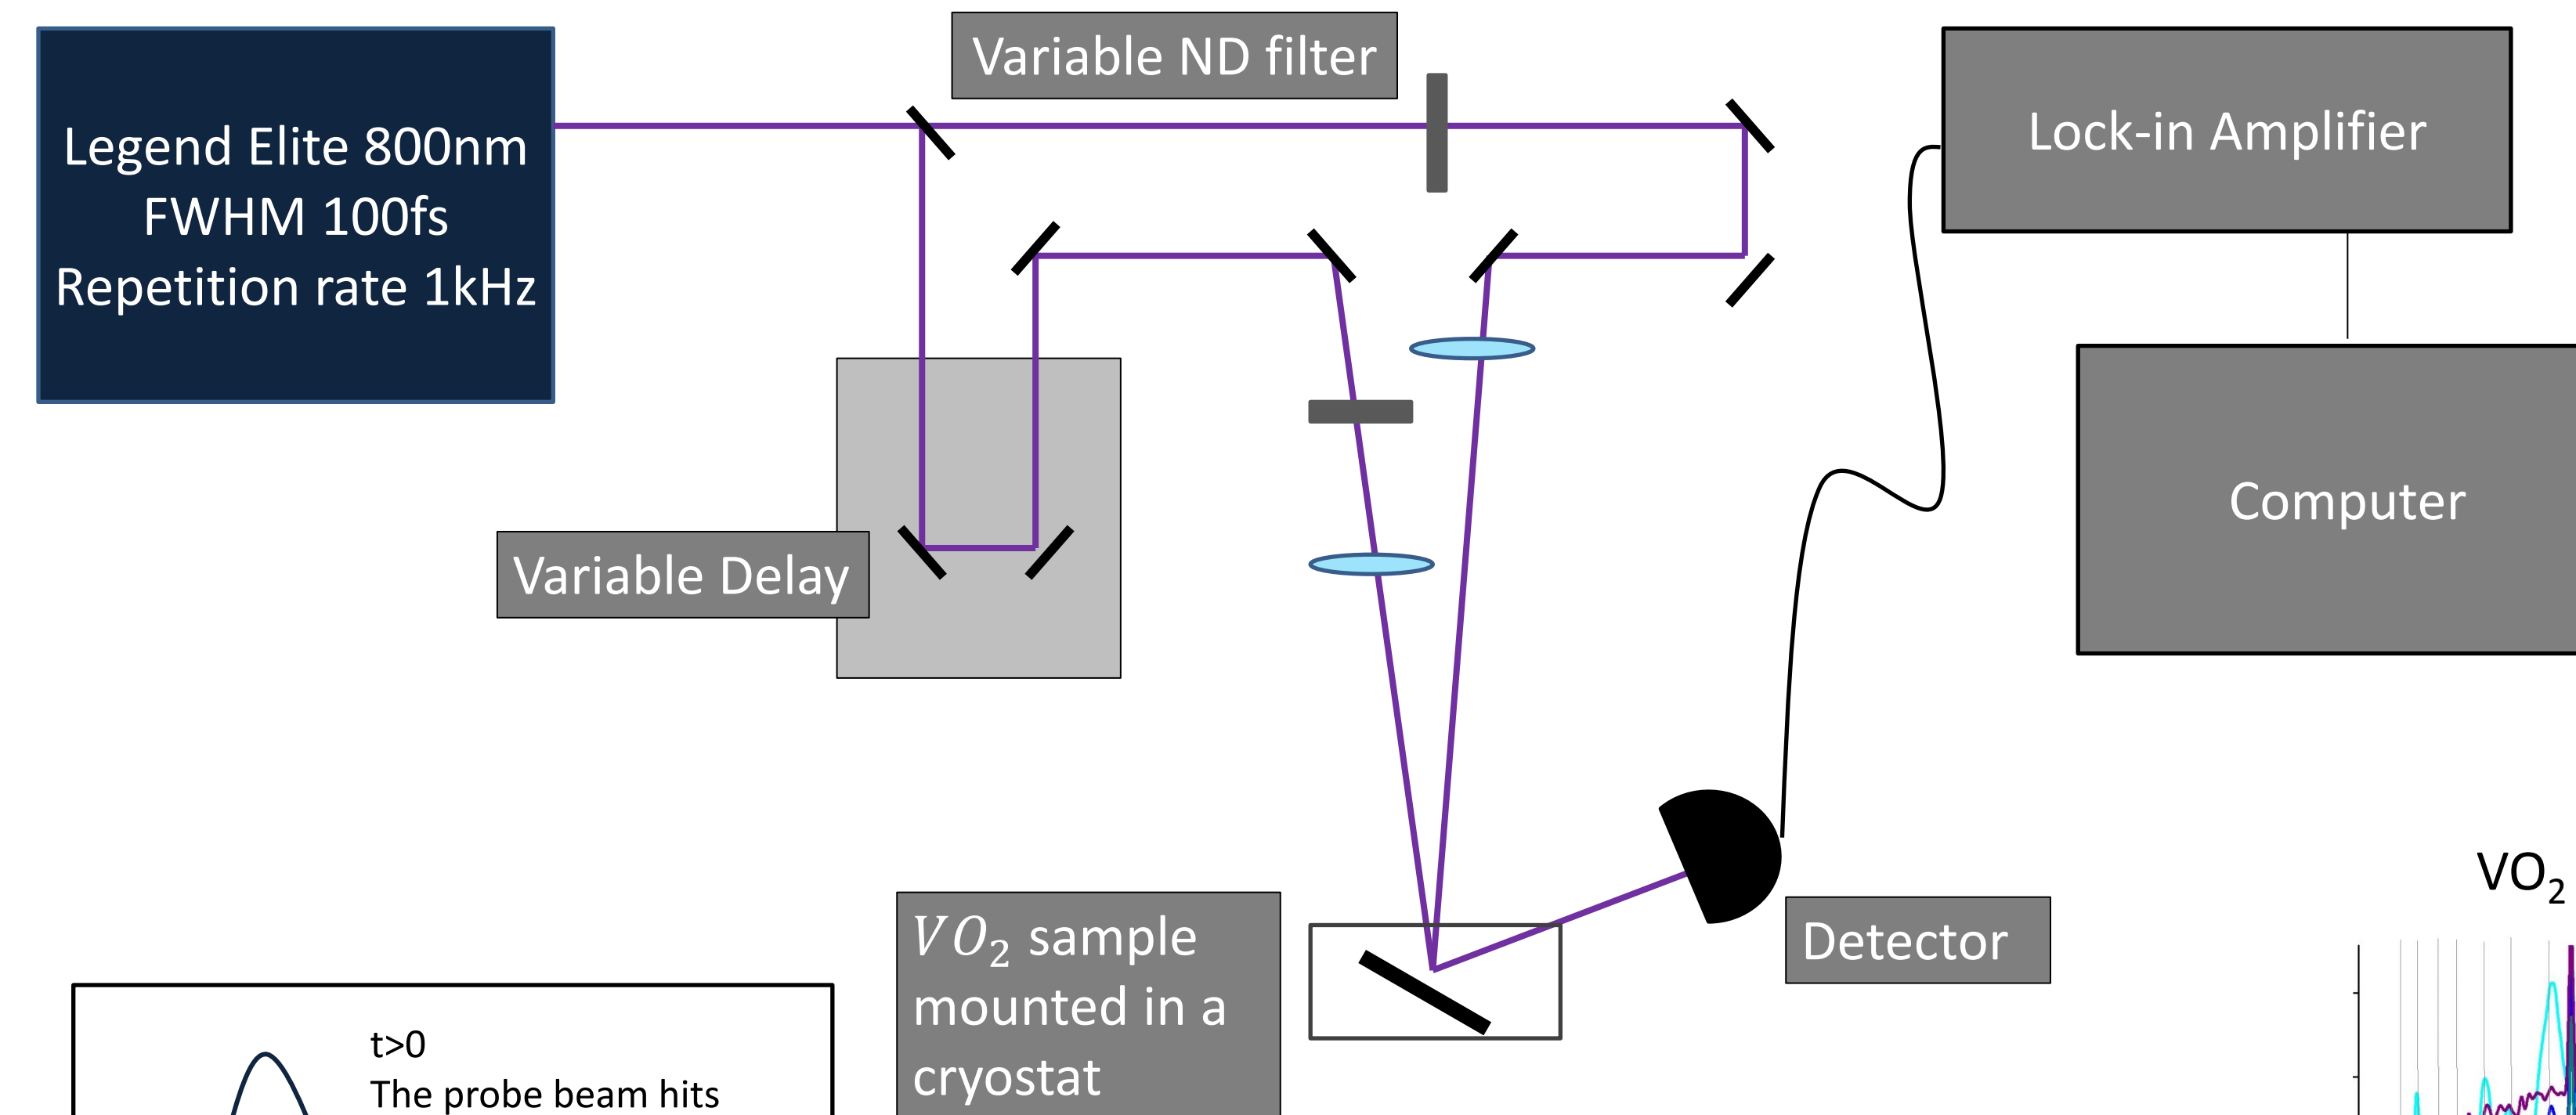 Variable ND filter
Legend Elite 800nm
FWHM 100fs
Repetition rate 1kHz
Lock-in Amplifier
Computer
Variable Delay
VO₂
Detector
VO₂ sample
mounted in a
cryostat
t>0
The probe beam hits